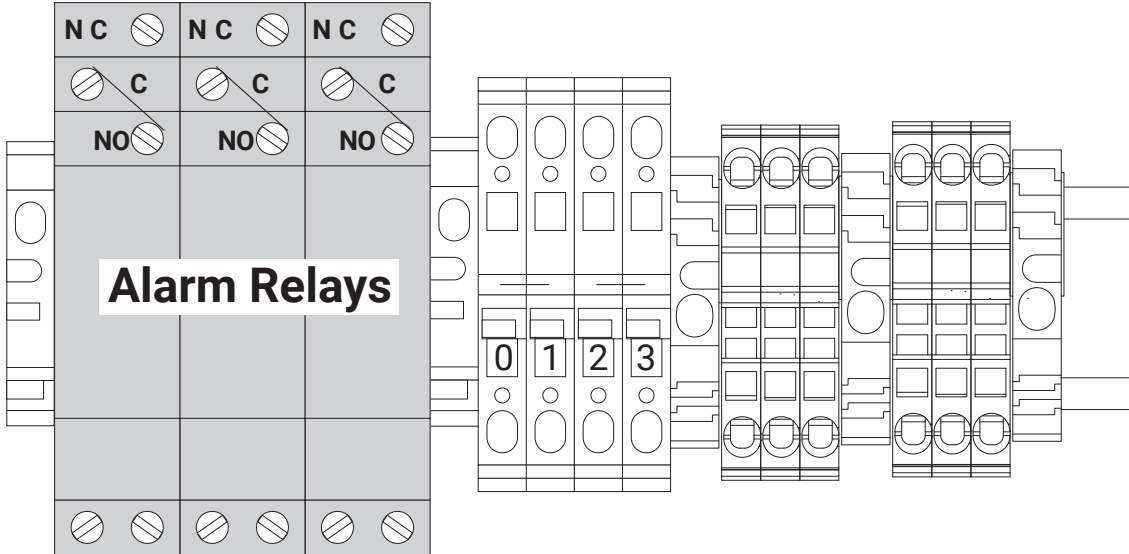 N C N C N C
C C C
NO NO NO
Alarm Relays
0 1 2 3